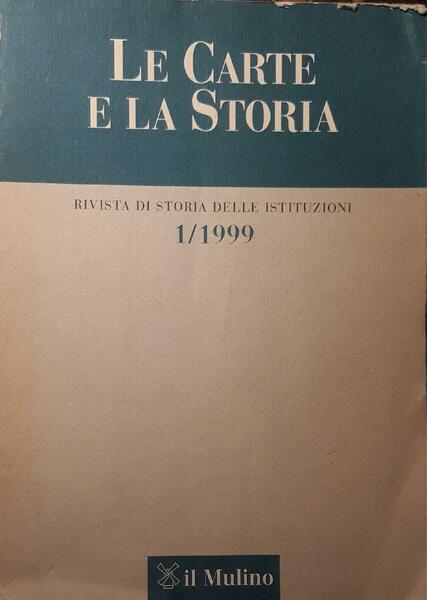 LE CARTE
E LA STORIA
RIVISTA DI STORIA DELLE ISTITUZIONI
1/1999
il Mulino